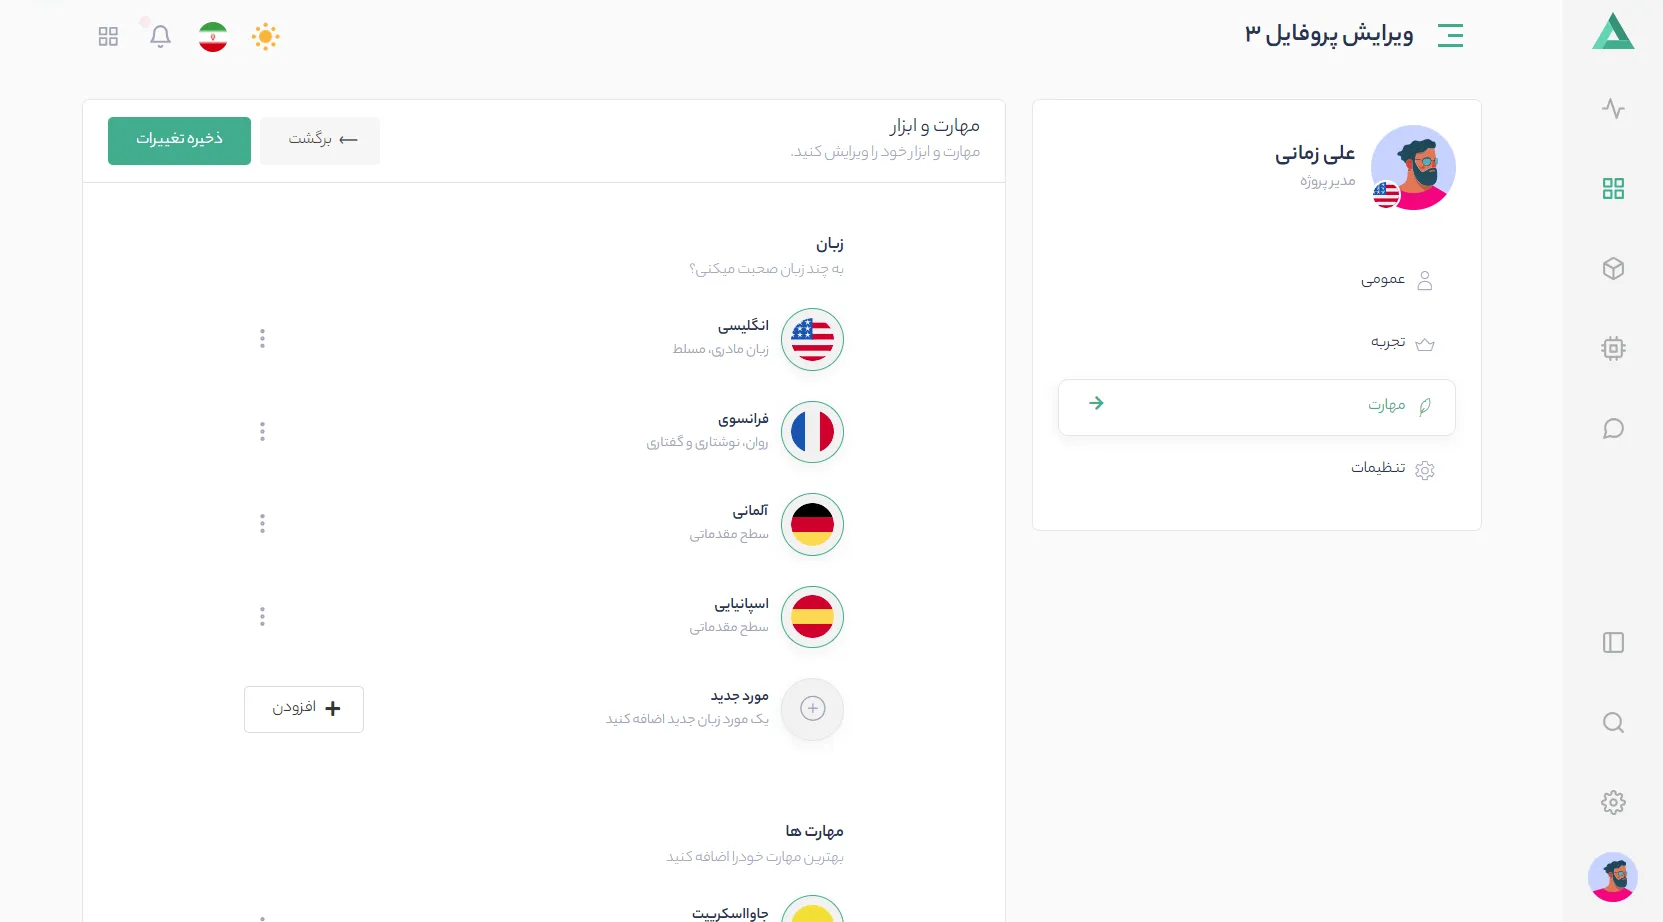 ویرایش پروفایل ۳
علی زمانی
مدیر پروژه
عمومی
تجربه
مهارت
تنظیمات
مهارت و ابزار
مهارت و ابزار خود را ویرایش کنید.
برگشت
ذخیره تغییرات
زبان
به چند زبان صحبت میکنی؟
انگلیسی
زبان مادری، مسلط
فرانسوی
روان، نوشتاری و گفتاری
آلمانی
سطح مقدماتی
اسپانیایی
سطح مقدماتی
مورد جدید
یک مورد زبان جدید اضافه کنید
افزودن
مهارت ها
بهترین مهارت خودرا اضافه کنید
جاوااسکریپت